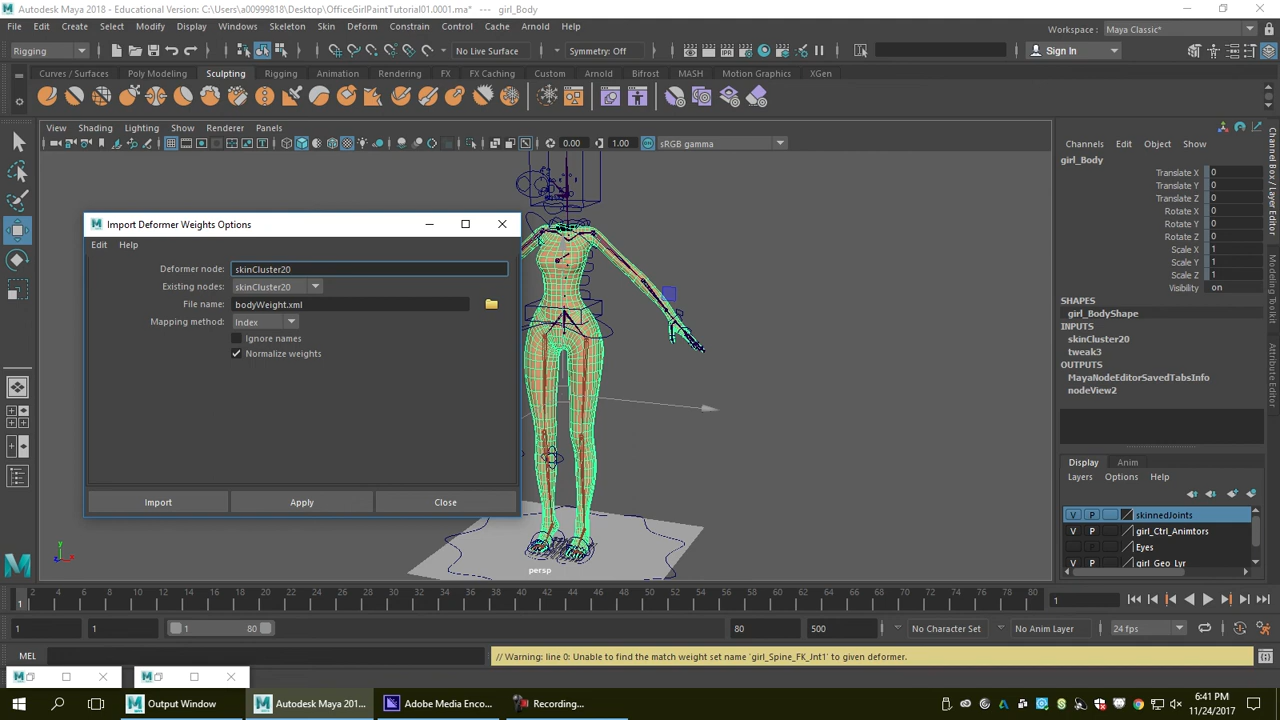 Autodesk Maya 2018 - Educational Version: C:\Users\a00999818\Desktop\OfficeGirlPaintTutorial01.0001.ma* --- girl_Body
File Edit Create Select Modify Display Windows Skeleton Skin Deform Constrain Control Cache Arnold Help
Workspace : Maya Classic*
Rigging No Live Surface Symmetry: Off Sign In
Curves / Surfaces Poly Modeling Sculpting Rigging Animation Rendering FX FX Caching Custom Arnold Bifrost MASH Motion Graphics XGen
View Shading Lighting Show Renderer Panels
0.00 1.00 sRGB gamma
Channels Edit Object Show
girl_Body
Translate X 0
Translate Y 0
Translate Z 0
Rotate X 0
Rotate Y 0
Rotate Z 0
Scale X 1
Scale Y 1
Scale Z 1
Visibility on
SHAPES
girl_BodyShape
INPUTS
skinCluster20
tweak3
OUTPUTS
MayaNodeEditorSavedTabsInfo
nodeView2
Channel Box / Layer Editor
Modeling Toolkit
Attribute Editor
Import Deformer Weights Options
Edit Help
Deformer node: skinCluster20
Existing nodes: skinCluster20
File name: bodyWeight.xml
Mapping method: Index
Ignore names
Normalize weights
Import Apply Close
persp
y
x
Display Anim
Layers Options Help
V P skinnedJoints
V P girl_Ctrl_Animtors
Eyes
V P girl_Geo_Lyr
2 4 6 8 10 12 14 16 18 20 22 24 26 28 30 32 34 36 38 40 42 44 46 48 50 52 54 56 58 60 62 64 66 68 70 72 74 76 78 80
1 1
1 1 1 80 80 500 No Character Set No Anim Layer 24 fps
MEL // Warning: line 0: Unable to find the match weight set name 'girl_Spine_FK_Jnt1' to given deformer.
Output Window Autodesk Maya 201... Adobe Media Enco... Recording...
6:41 PM
11/24/2017